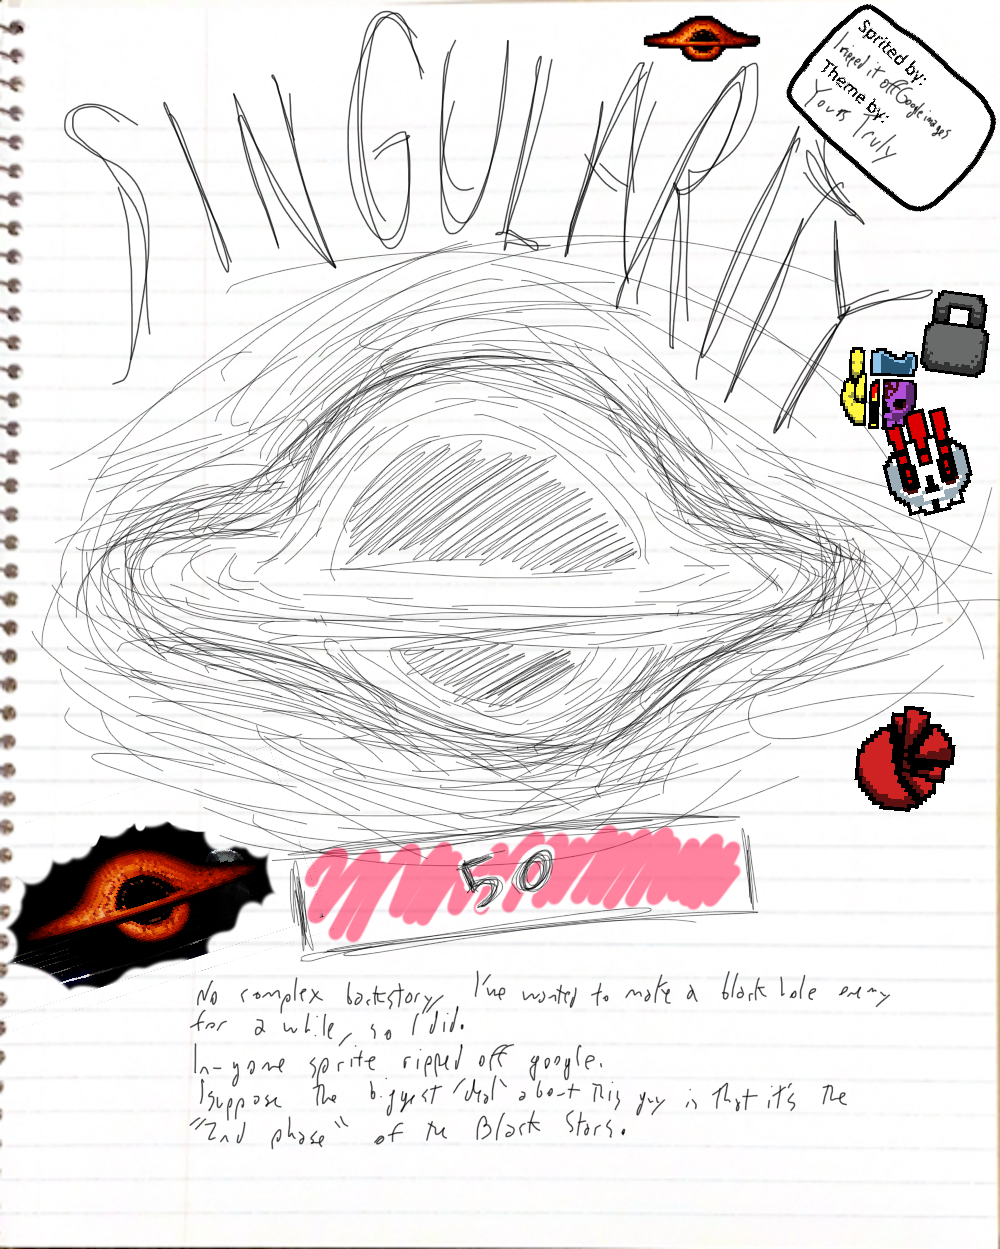 SINGULARITY
Sprited by:
I ripped it off Google images
Theme by:
Yours Truly
50
No complex backstory, I've wanted to make a black hole enemy
for a while, so I did.
In-game sprite ripped off google.
I suppose the biggest "deal" about this guy is that it's the
"2nd phase" of the Black Stars.